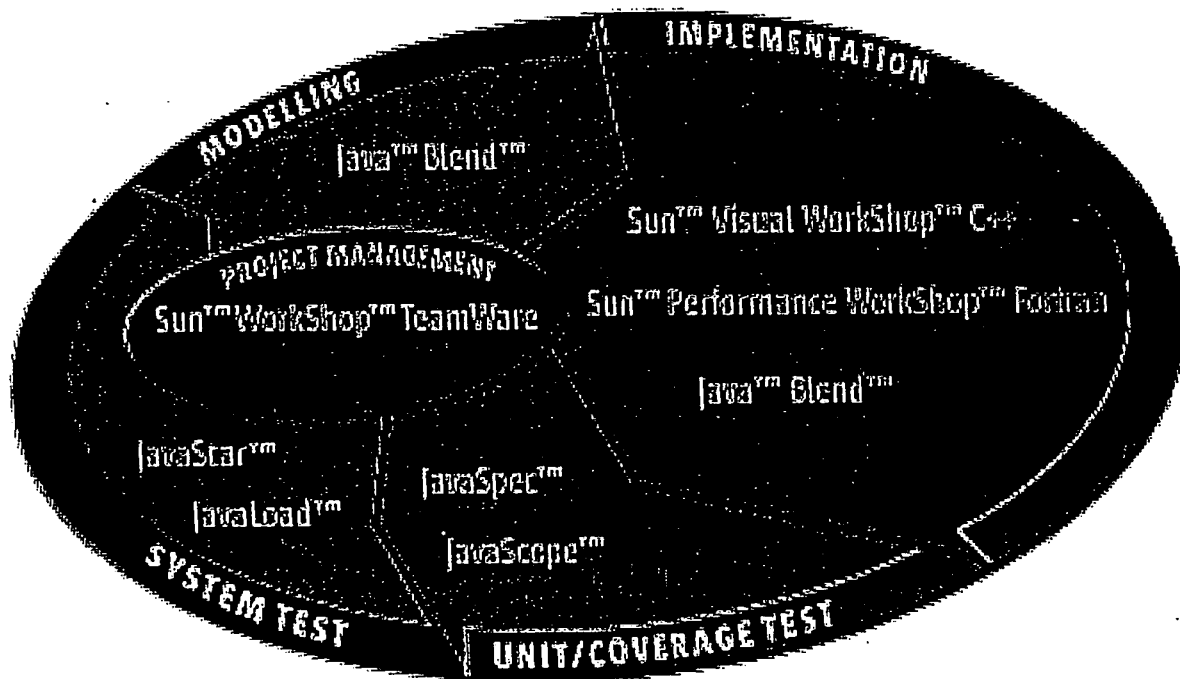 IMPLEMENTATION
MODELLING
Java™ Blend™
Sun™ Visual WorkShop™ C++
PROJECT MANAGEMENT
Sun™ WorkShop™ TeamWare
Sun™ Performance WorkShop™ Fortran
Java™ Blend™
JavaStar™
JavaSpec™
JavaLoad™
JavaScope™
SYSTEM TEST
UNIT/COVERAGE TEST